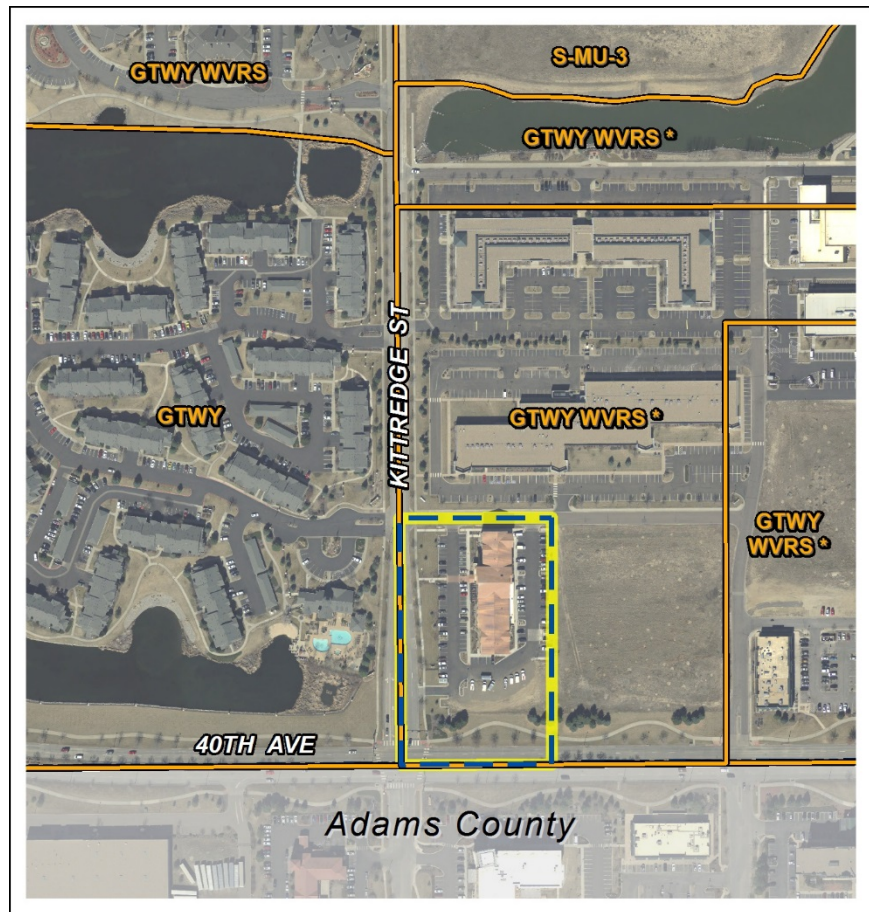 GTWY WVRS
S-MU-3
GTWY WVRS *
KITTREDGE ST
GTWY
GTWY WVRS *
GTWY
WVRS *
40TH AVE
Adams County